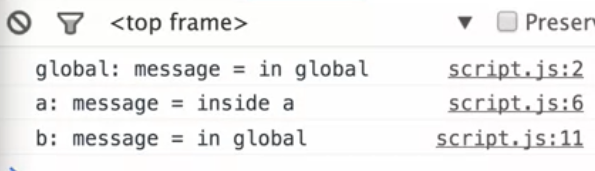 <top frame> Preser
global: message = in global script.js:2
a: message = inside a script.js:6
b: message = in global script.js:11